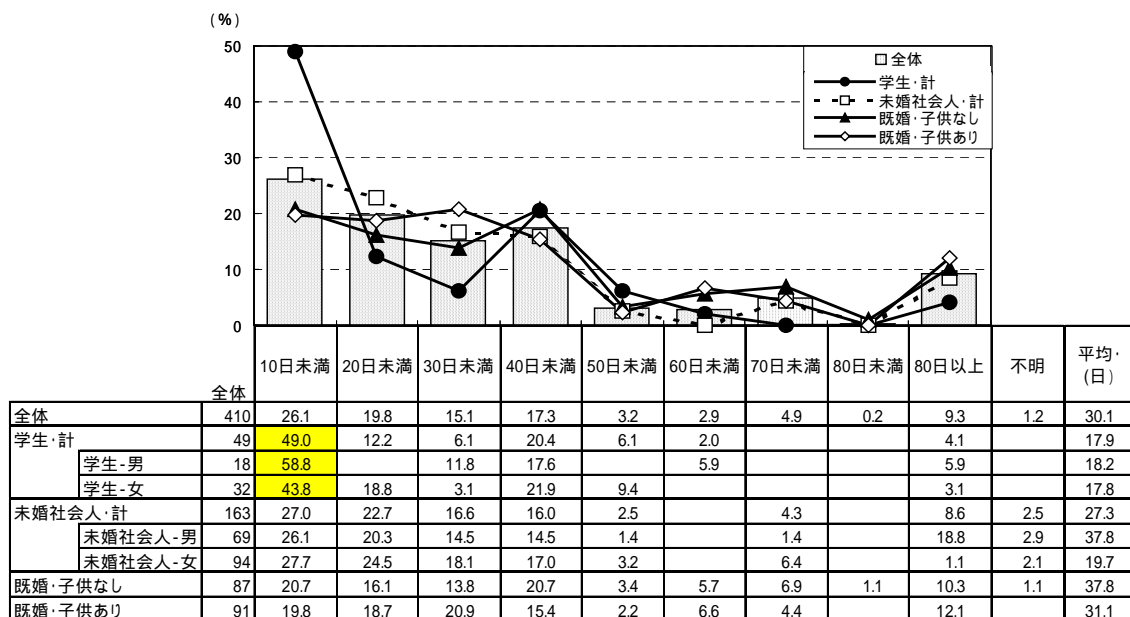 (%)
50
40
30
20
10
0
全体
学生・計
未婚社会人・計
既婚・子供なし
既婚・子供あり
全体 10日未満 20日未満 30日未満 40日未満 50日未満 60日未満 70日未満 80日未満 80日以上 不明 平均・(日)
全体 410 26.1 19.8 15.1 17.3 3.2 2.9 4.9 0.2 9.3 1.2 30.1
学生・計 49 49.0 12.2 6.1 20.4 6.1 2.0 4.1 17.9
学生-男 18 58.8 11.8 17.6 5.9 5.9 18.2
学生-女 32 43.8 18.8 3.1 21.9 9.4 3.1 17.8
未婚社会人・計 163 27.0 22.7 16.6 16.0 2.5 4.3 8.6 2.5 27.3
未婚社会人-男 69 26.1 20.3 14.5 14.5 1.4 1.4 18.8 2.9 37.8
未婚社会人-女 94 27.7 24.5 18.1 17.0 3.2 6.4 1.1 2.1 19.7
既婚・子供なし 87 20.7 16.1 13.8 20.7 3.4 5.7 6.9 1.1 10.3 1.1 37.8
既婚・子供あり 91 19.8 18.7 20.9 15.4 2.2 6.6 4.4 12.1 31.1